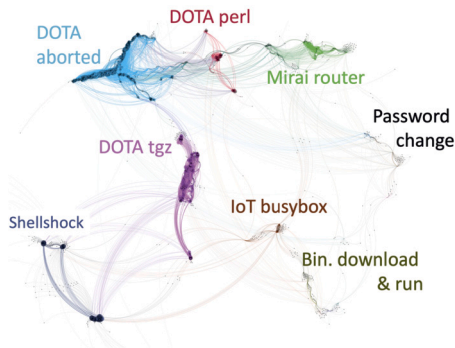 DOTA perl
DOTA
aborted
Mirai router
Password
change
DOTA tgz
IoT busybox
Shellshock
Bin. download
& run